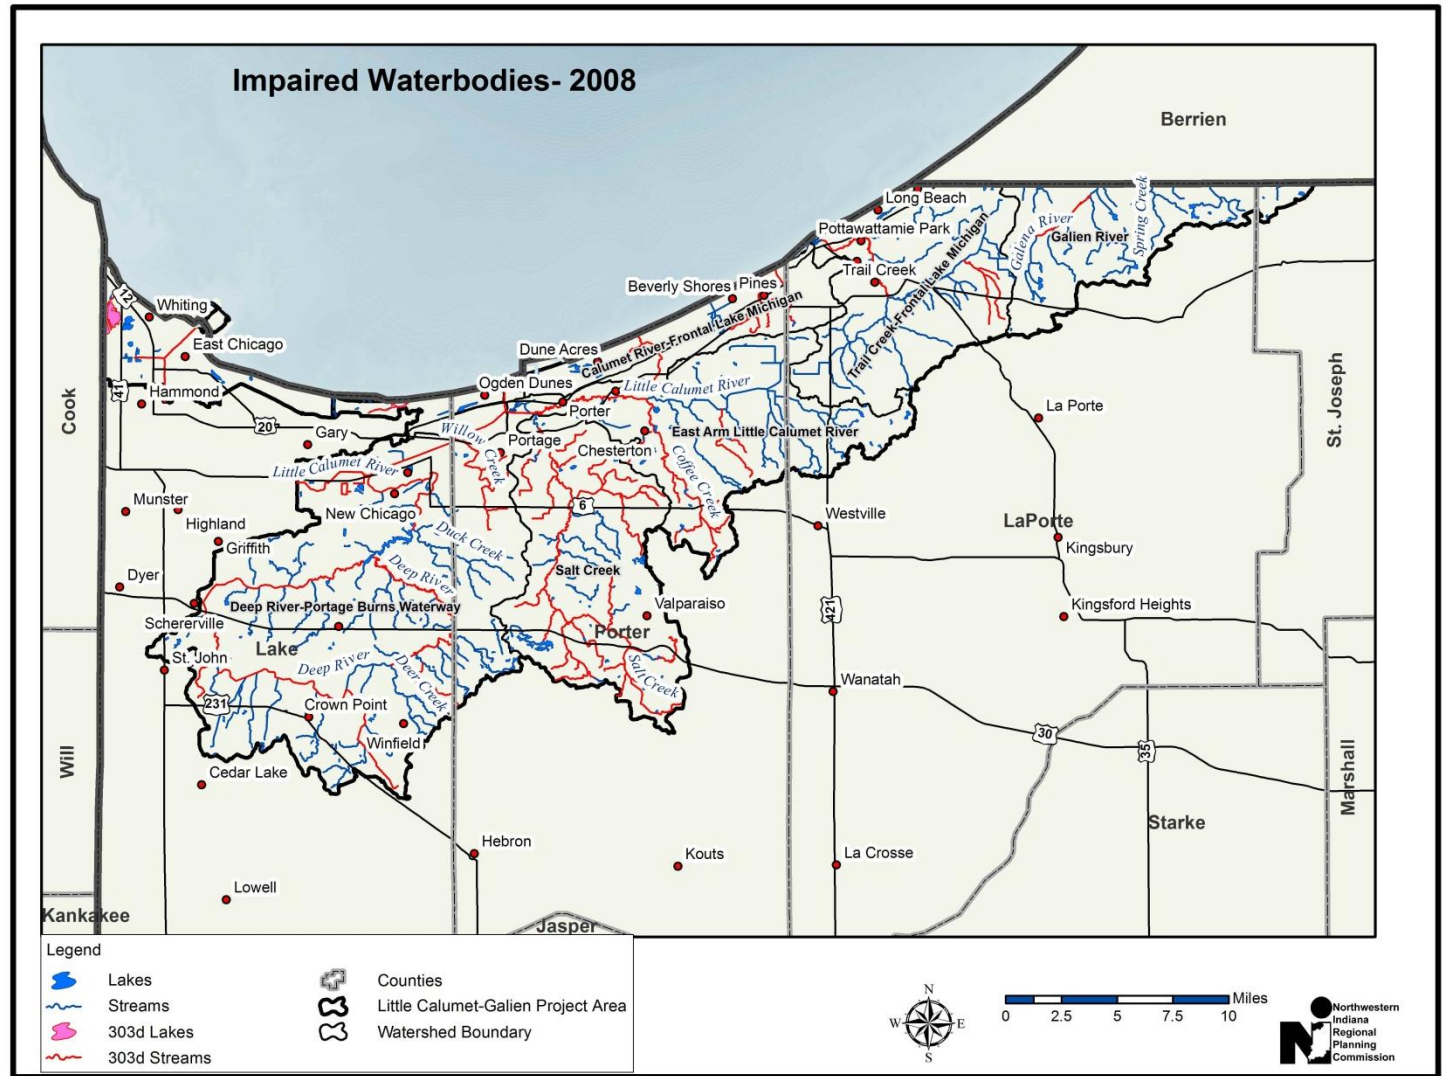 Impaired Waterbodies- 2008
Berrien
Long Beach
Pottawattamie Park
Galena River
Galien River
Spring Creek
Trail Creek
Beverly Shores
Pines
Calumet River-Frontal Lake Michigan
Trail Creek-Frontal Lake Michigan
12
Whiting
East Chicago
Dune Acres
Ogden Dunes
Little Calumet River
Porter
41
Hammond
Cook
20
Gary
Willow Creek
Portage
Chesterton
East Arm Little Calumet River
Coffee Creek
La Porte
St. Joseph
Little Calumet River
Munster
Highland
New Chicago
6
Westville
LaPorte
Kingsbury
Griffith
Duck Creek
Deep River
Salt Creek
Dyer
Deep River-Portage Burns Waterway
Valparaiso
421
Kingsford Heights
Schererville
Lake
Porter
St. John
Deep River
Deer Creek
Salt Creek
Wanatah
231
Crown Point
Winfield
30
35
Will
Marshall
Cedar Lake
Starke
Hebron
Kouts
La Crosse
Lowell
Kankakee
Jasper
Legend
Lakes
Streams
303d Lakes
303d Streams
Counties
Little Calumet-Galien Project Area
Watershed Boundary
N
W
E
S
0
2.5
5
7.5
10
Miles
Northwestern
Indiana
Regional
Planning
Commission